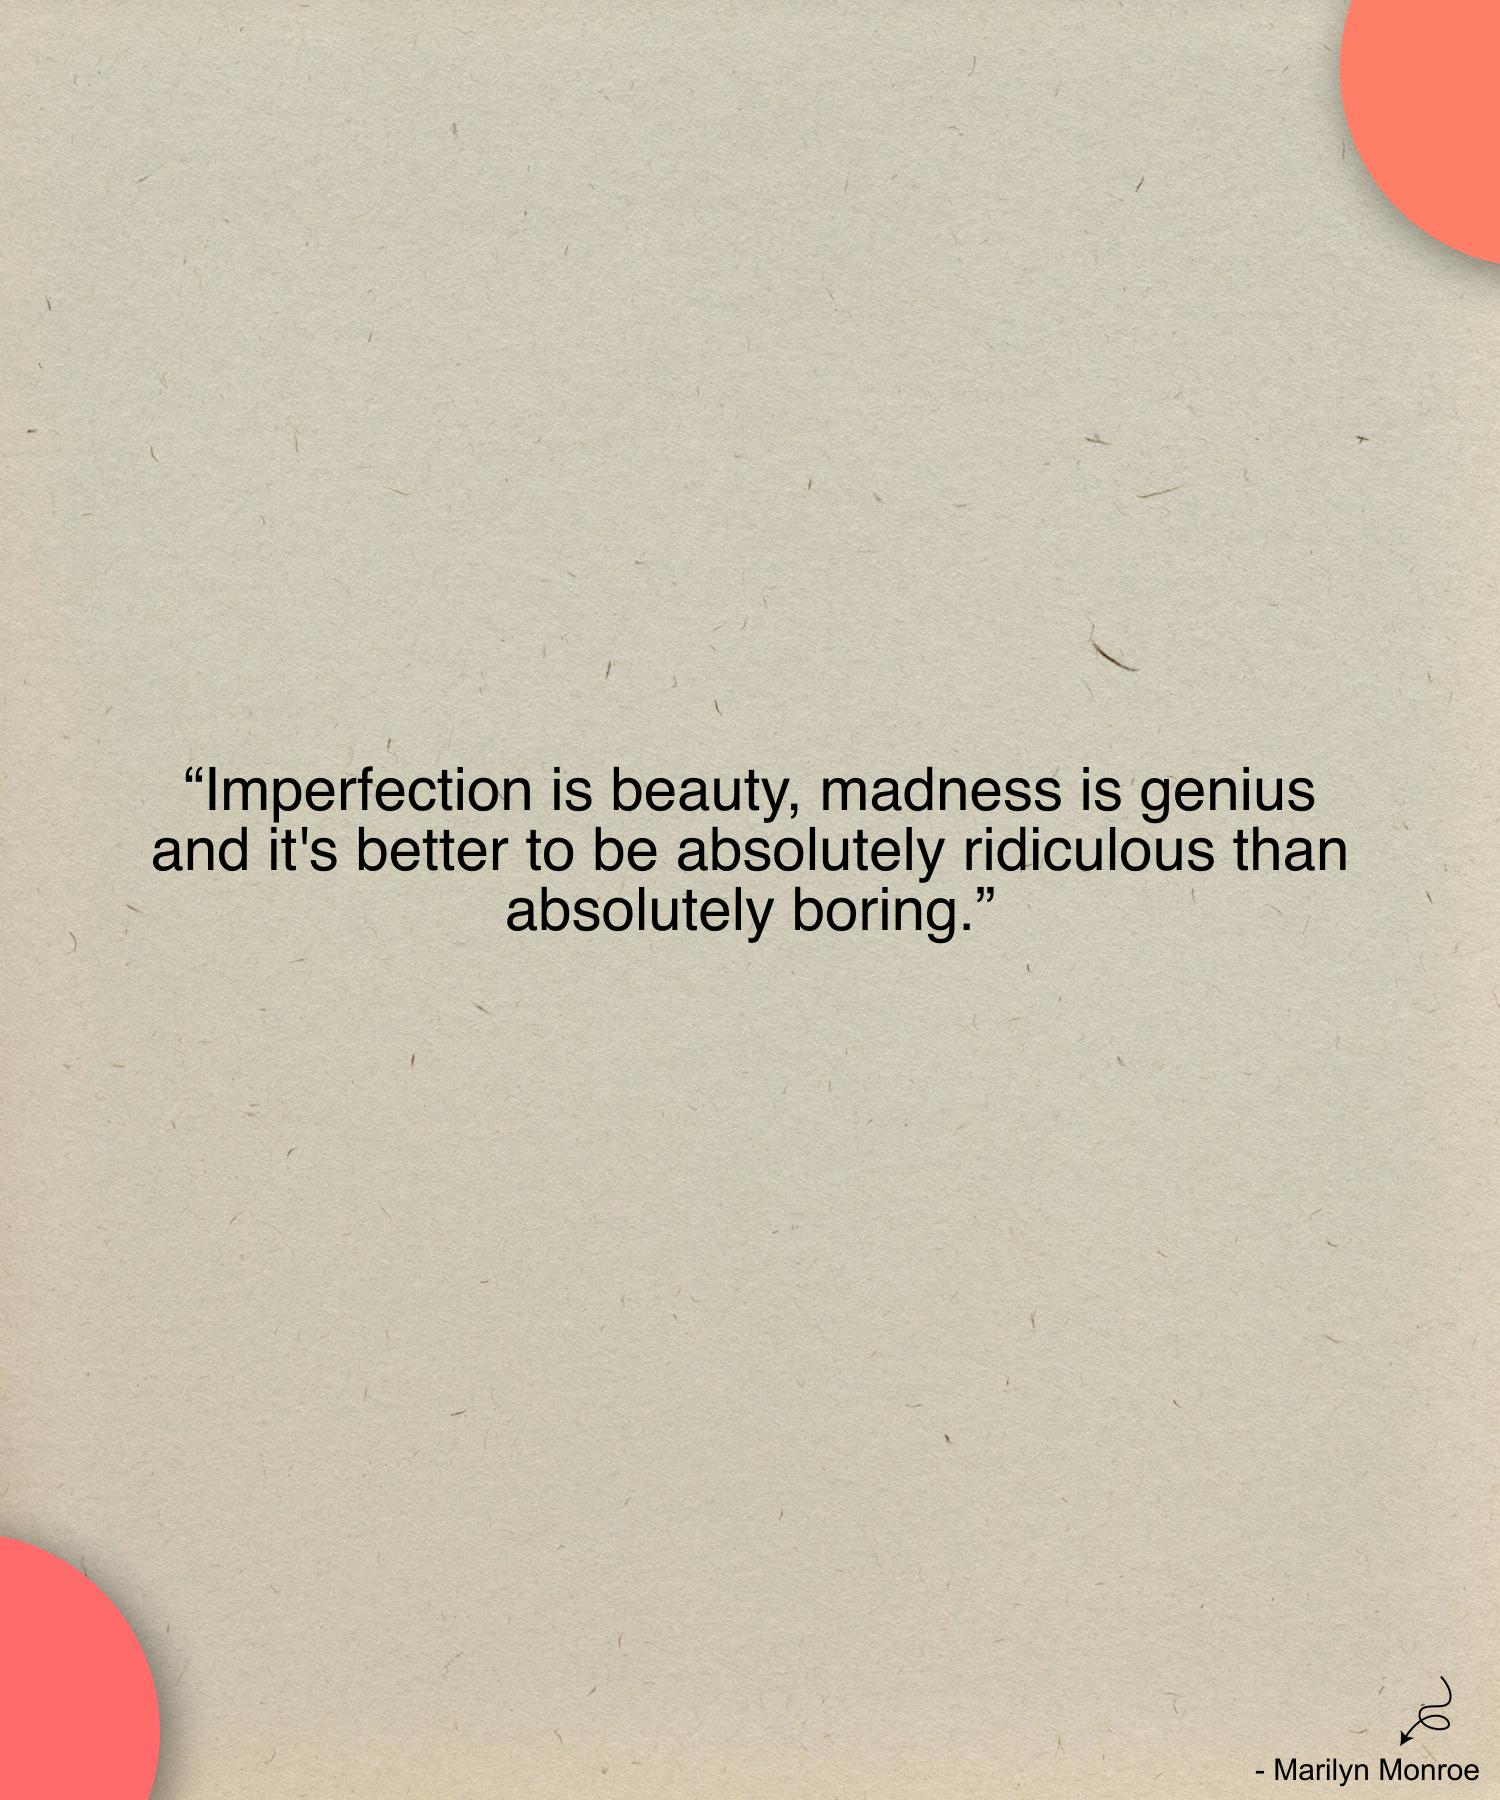 “Imperfection is beauty, madness is genius
and it's better to be absolutely ridiculous than
absolutely boring.”
- Marilyn Monroe